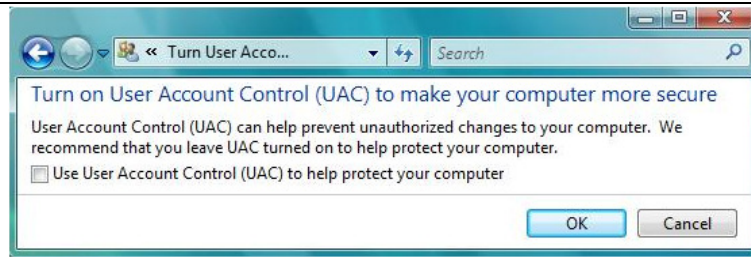 « Turn User Acco...
Search
Turn on User Account Control (UAC) to make your computer more secure
User Account Control (UAC) can help prevent unauthorized changes to your computer. We
recommend that you leave UAC turned on to help protect your computer.
Use User Account Control (UAC) to help protect your computer
OK
Cancel